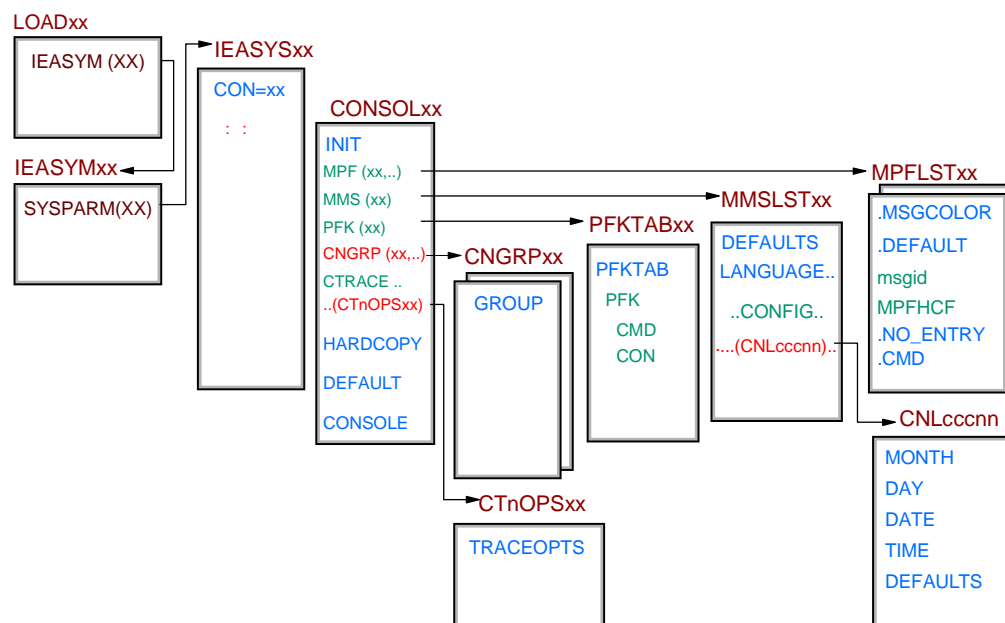 LOADxx
IEASYM (XX)
IEASYMxx
SYSPARM(XX)
IEASYSxx
CON=xx
: :
CONSOLxx
INIT
MPF (xx,..)
MMS (xx)
PFK (xx)
CNGRP (xx,..)
CTRACE ..
..(CTnOPSxx)
HARDCOPY
DEFAULT
CONSOLE
CNGRPxx
GROUP
CTnOPSxx
TRACEOPTS
PFKTABxx
PFKTAB
PFK
CMD
CON
MMSLSTxx
DEFAULTS
LANGUAGE..
..CONFIG..
....(CNLcccnn)..
MPFLSTxx
.MSGCOLOR
.DEFAULT
msgid
MPFHCF
.NO_ENTRY
.CMD
CNLcccnn
MONTH
DAY
DATE
TIME
DEFAULTS